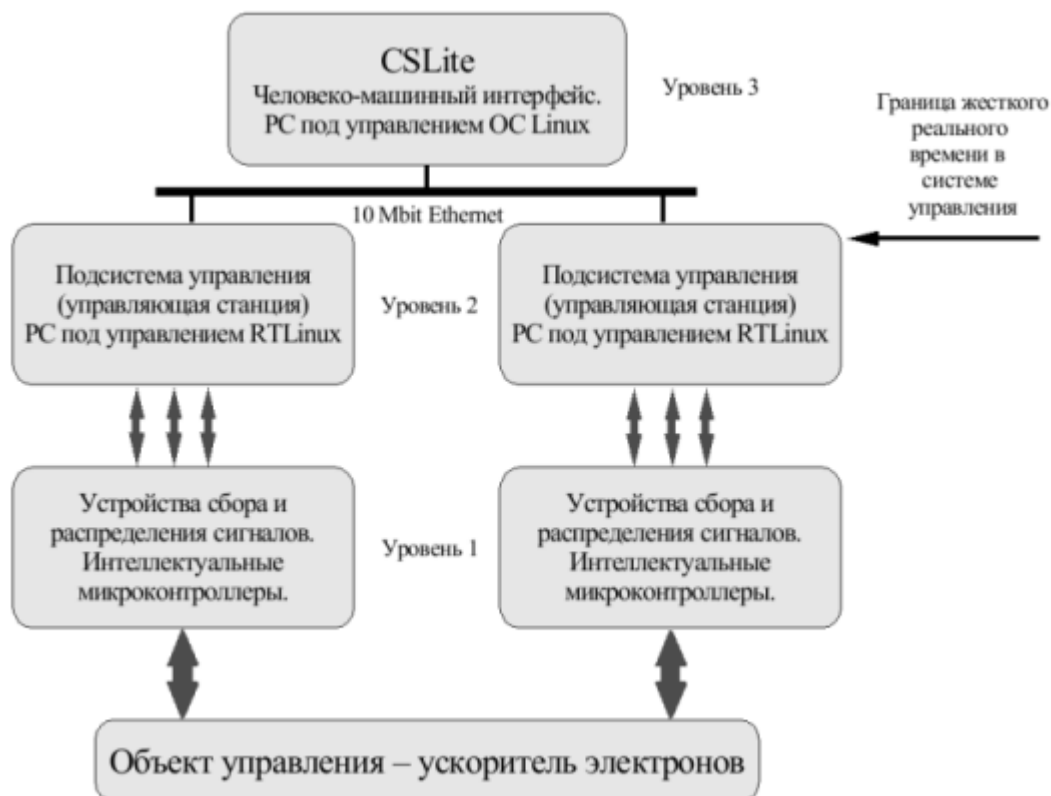 CSLite
Человеко-машинный интерфейс.
PC под управлением ОС Linux
Уровень 3
Граница жесткого
реального
времени в
системе
управления
10 Mbit Ethernet
Подсистема управления
(управляющая станция)
PC под управлением RTLinux
Уровень 2
Подсистема управления
(управляющая станция)
PC под управлением RTLinux
Устройства сбора и
распределения сигналов.
Интеллектуальные
микроконтроллеры.
Уровень 1
Устройства сбора и
распределения сигналов.
Интеллектуальные
микроконтроллеры.
Объект управления – ускоритель электронов